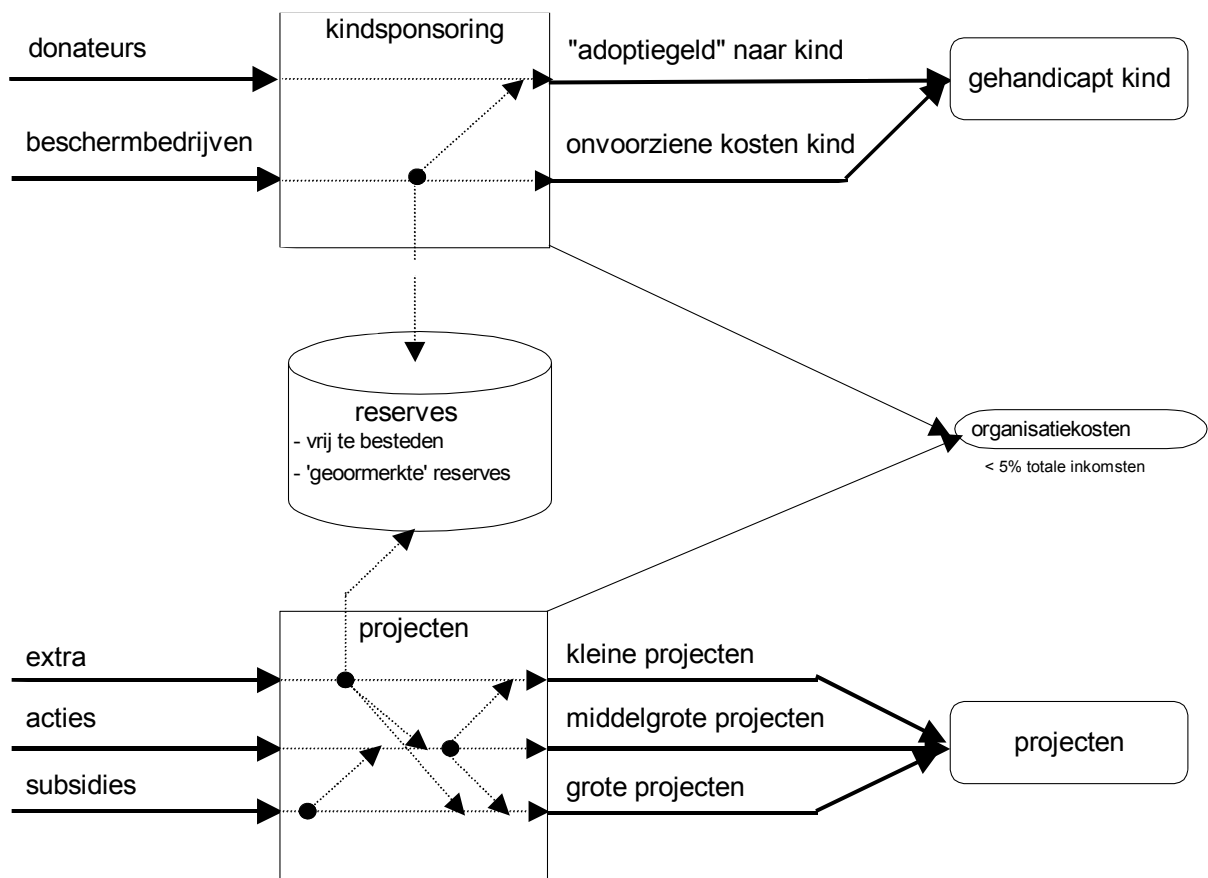 kindsponsoring
donateurs
"adoptiegeld" naar kind
gehandicapt kind
beschermbedrijven
onvoorziene kosten kind
reserves
- vrij te besteden
- 'geoormerkte' reserves
organisatiekosten
< 5% totale inkomsten
projecten
extra
kleine projecten
acties
middelgrote projecten
projecten
subsidies
grote projecten